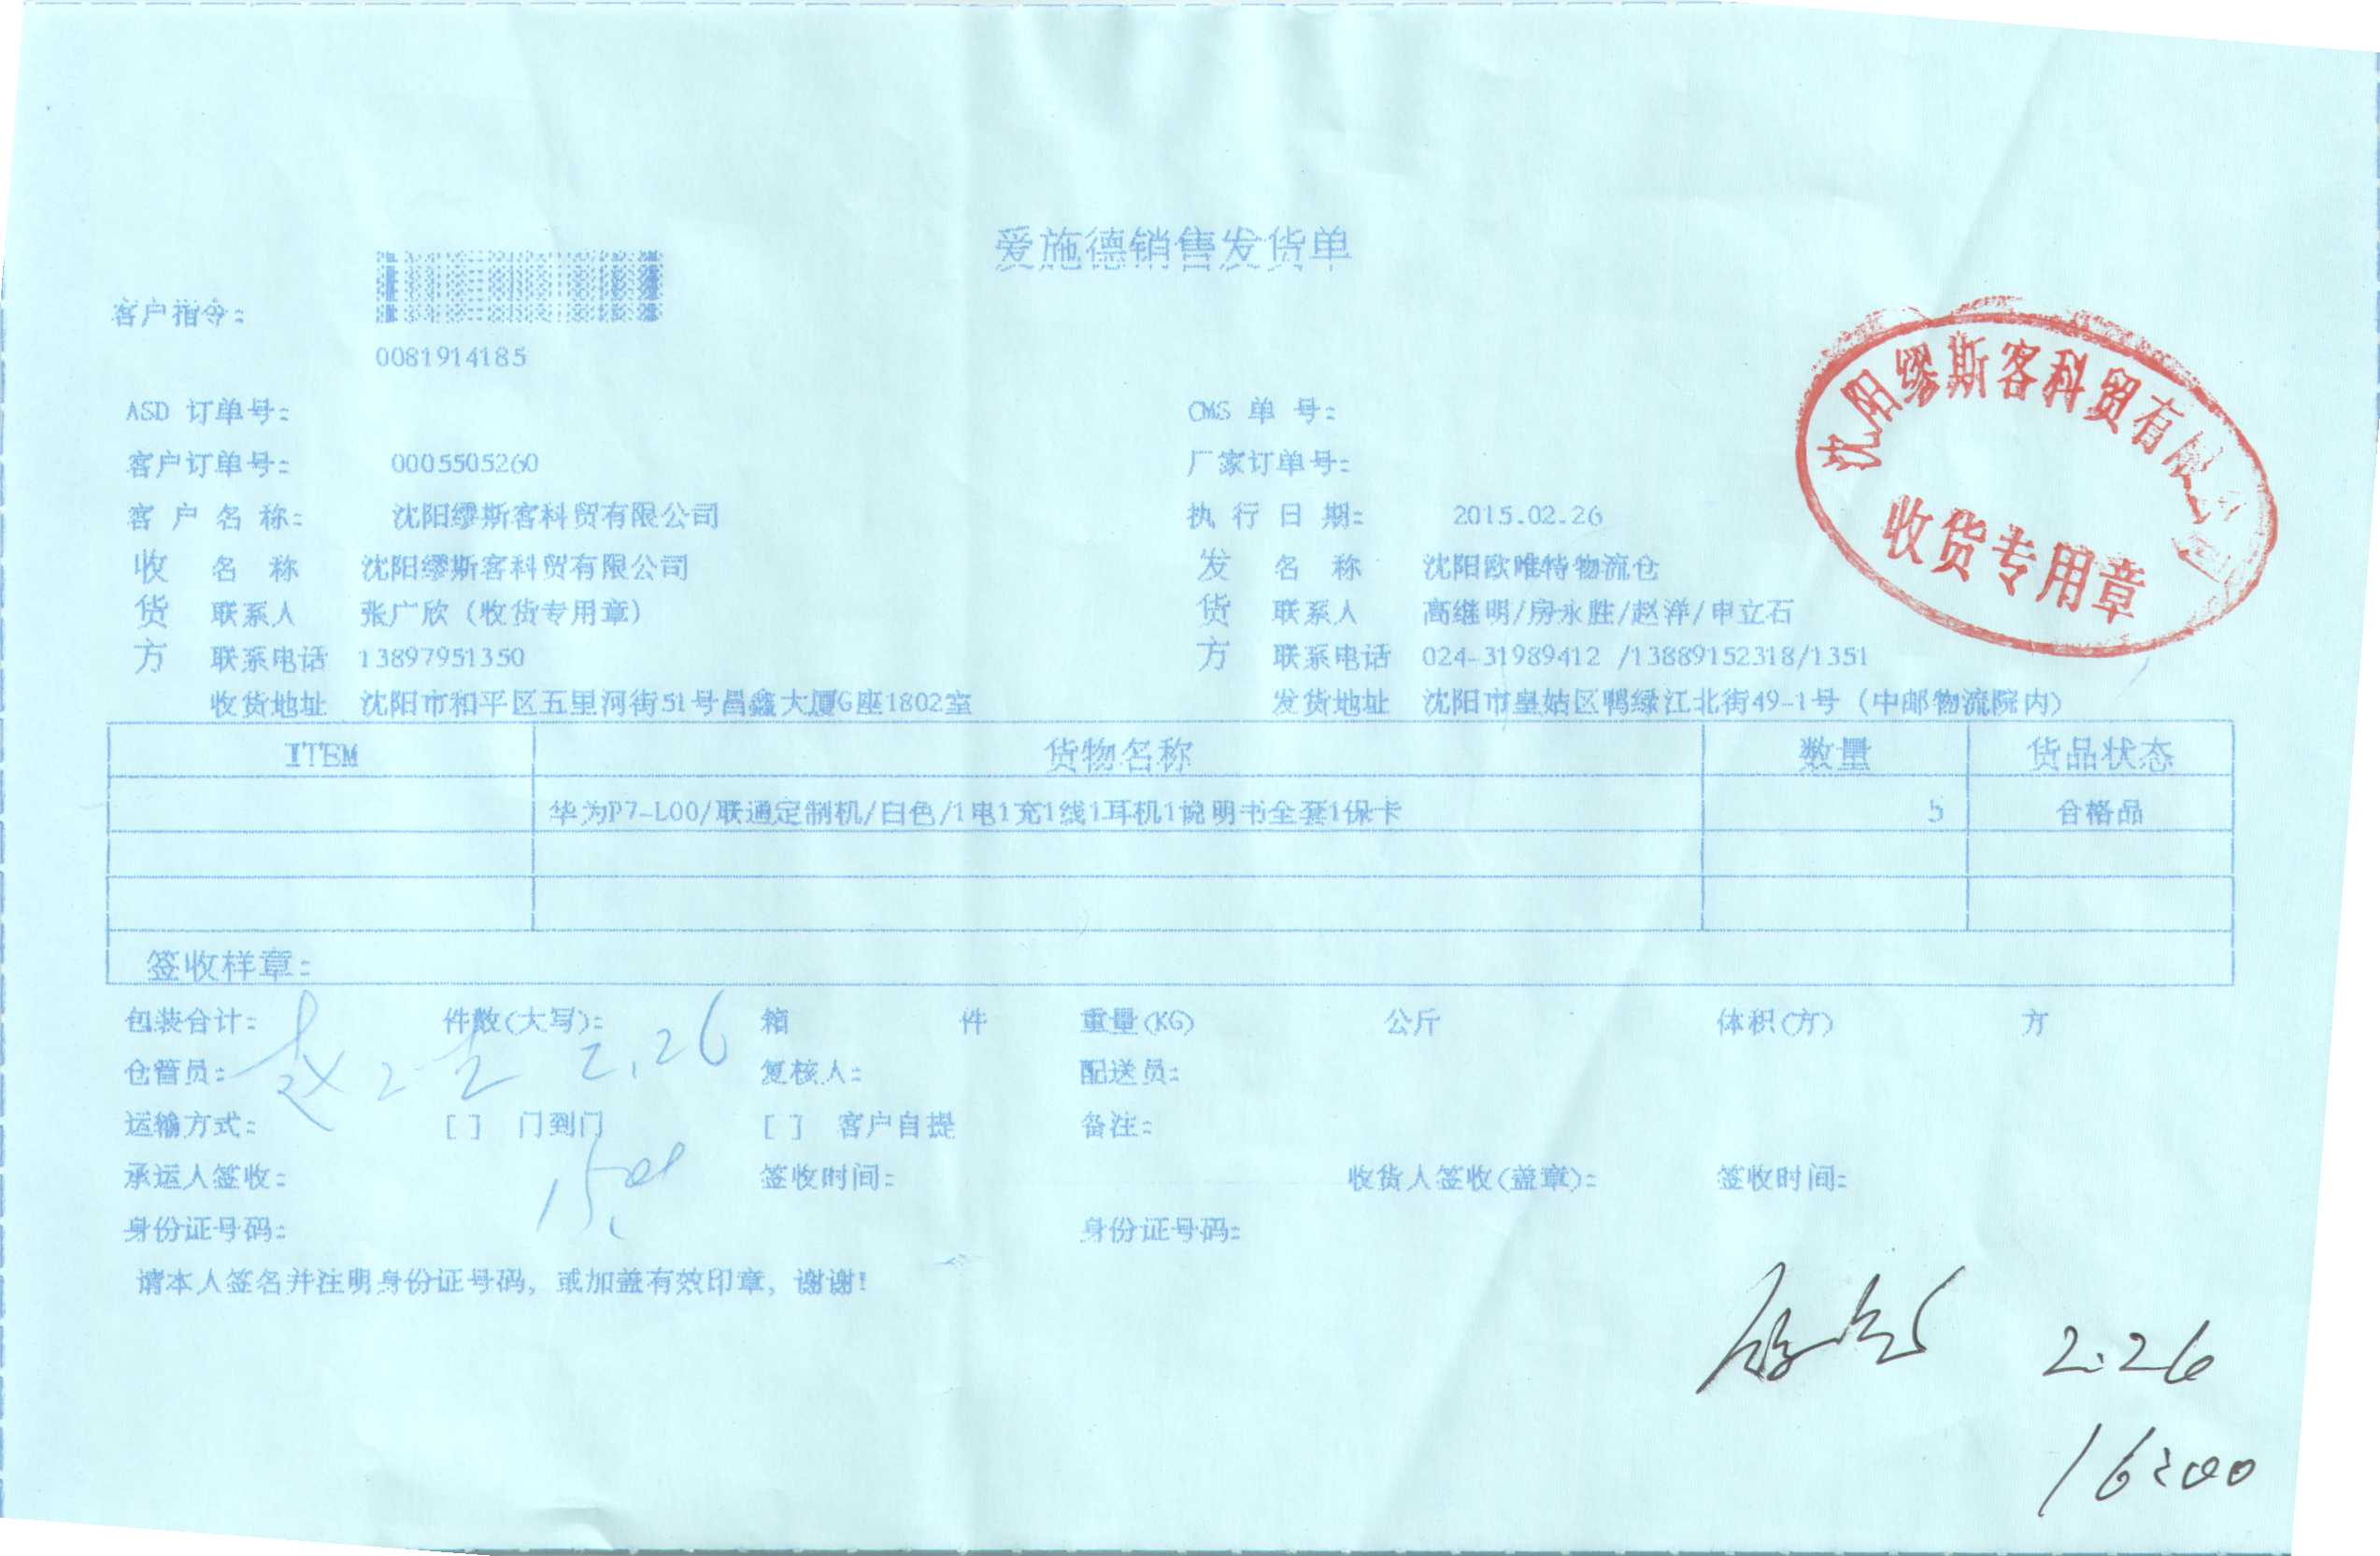 爱施德销售发货单
客户指令：
0081914185
ASD 订单号： CMS 单 号：
客户订单号： 0005505260 厂家订单号：
客 户 名 称： 沈阳缪斯客科贸有限公司 执 行 日 期： 2015.02.26
收 名 称 沈阳缪斯客科贸有限公司 发 名 称 沈阳欧唯特物流仓
货 联系人 张广欣（收货专用章） 货 联系人 高继明/房永胜/赵洋/申立石
方 联系电话 13897951350 方 联系电话 024-31989412 /13889152318/1351
收货地址 沈阳市和平区五里河街51号昌鑫大厦G座1802室 发货地址 沈阳市皇姑区鸭绿江北街49-1号（中邮物流院内）
沈阳缪斯客科贸有限公司
收货专用章
ITEM 货物名称 数量 货品状态
华为P7-L00/联通定制机/白色/1电1充1线1耳机1说明书全套1保卡 5 合格品
签收样章：
包装合计： 件数(大写)： 箱 件 重量(KG) 公斤 体积(方) 方
仓管员： 2.26 复核人： 配送员：
运输方式： [ ] 门到门 [ ] 客户自提 备注：
承运人签收： 签收时间： 收货人签收(盖章)： 签收时间：
身份证号码： 身份证号码：
请本人签名并注明身份证号码，或加盖有效印章，谢谢！
2.26
16:00